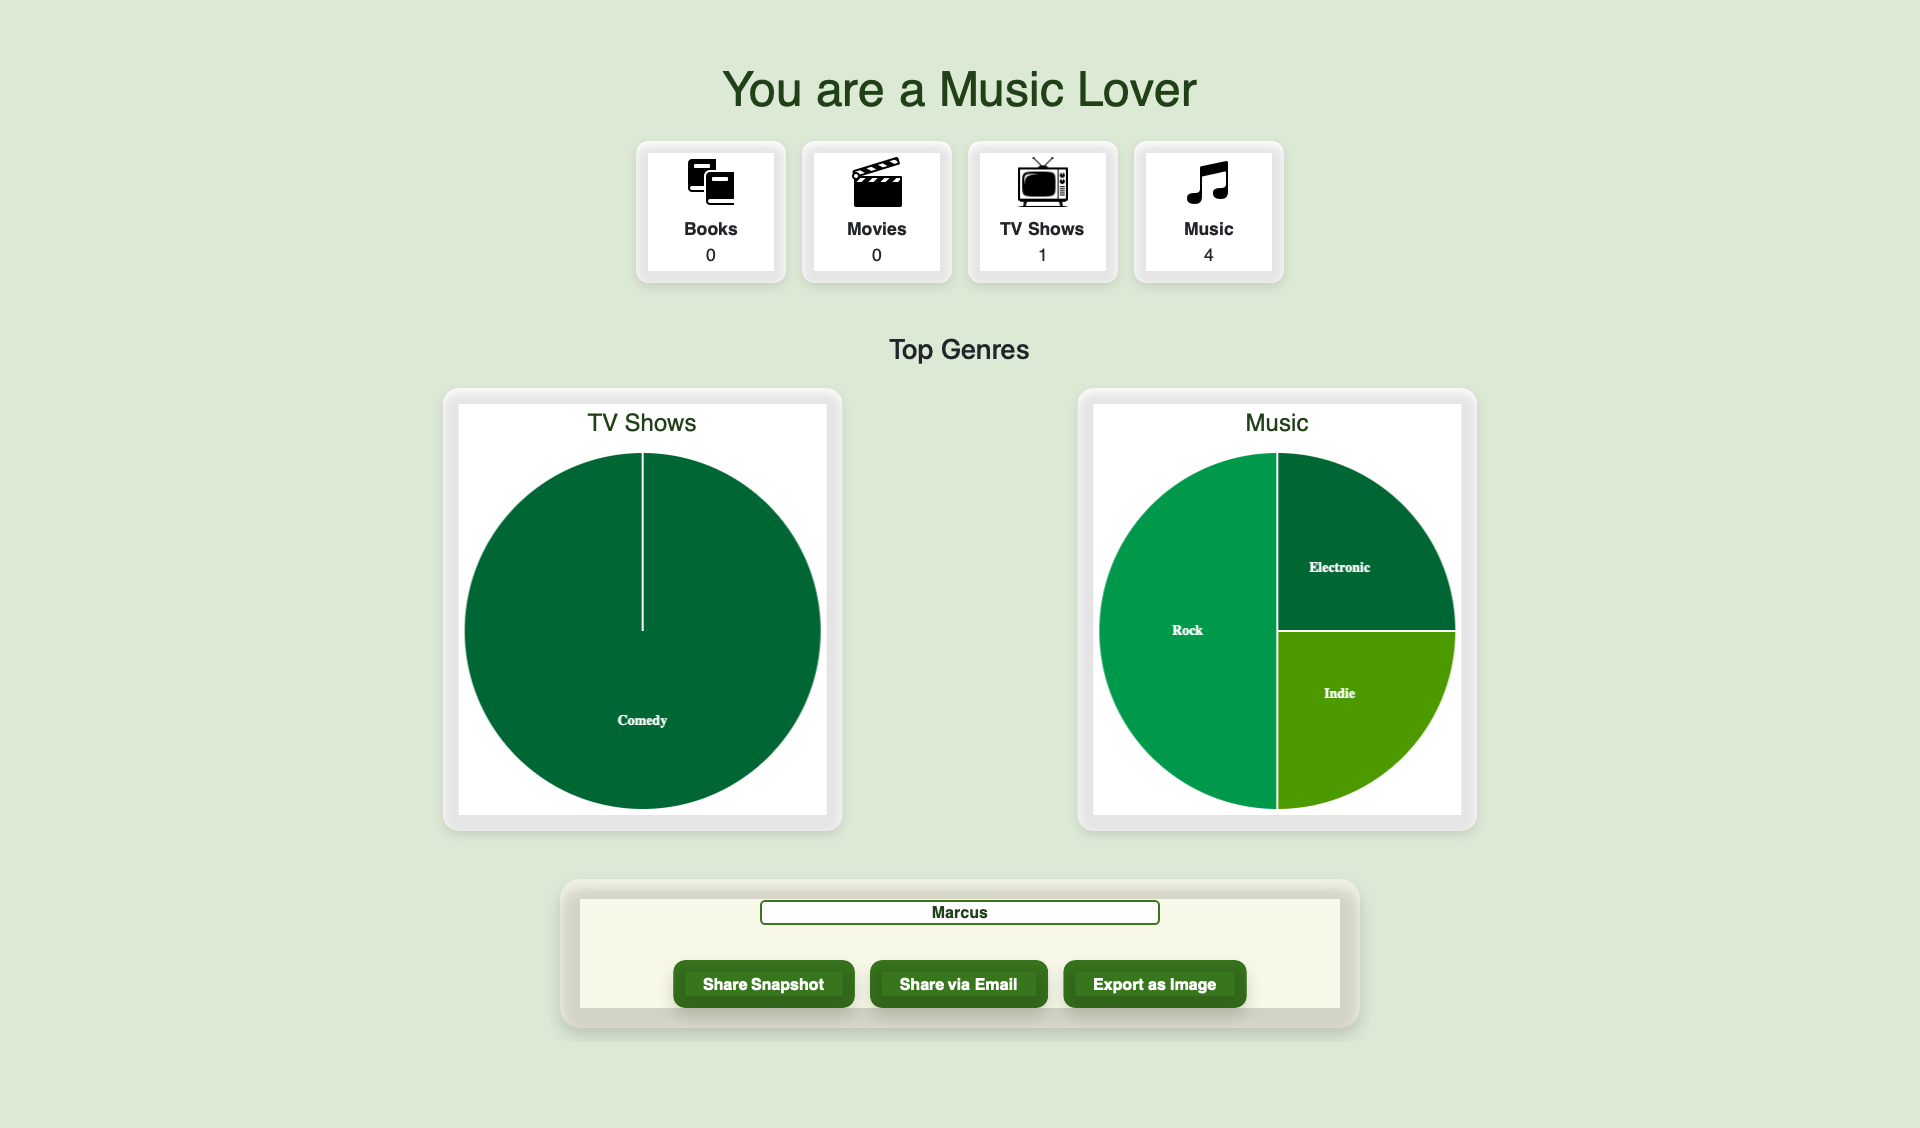 You are a Music Lover
Books
0
Movies
0
TV Shows
1
Music
4
Top Genres
TV Shows
Comedy
Music
Electronic
Rock
Indie
Marcus
Share Snapshot
Share via Email
Export as Image